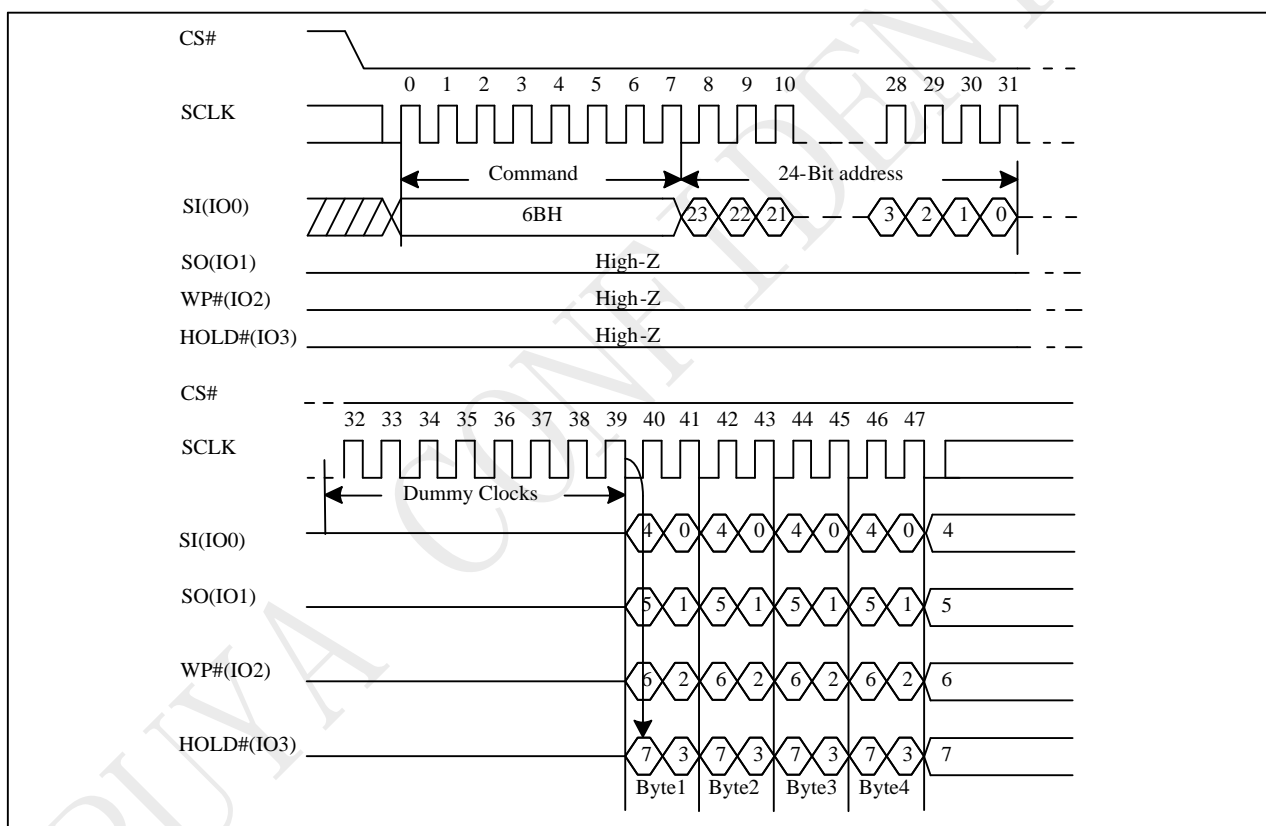 CS#
0 1 2 3 4 5 6 7 8 9 10 28 29 30 31
SCLK
Command 24-Bit address
SI(IO0) 6BH 23 22 21 3 2 1 0
SO(IO1) High-Z
WP#(IO2) High-Z
HOLD#(IO3) High-Z
CS#
32 33 34 35 36 37 38 39 40 41 42 43 44 45 46 47
SCLK
Dummy Clocks
SI(IO0) 4 0 4 0 4 0 4 0 4
SO(IO1) 5 1 5 1 5 1 5 1 5
WP#(IO2) 6 2 6 2 6 2 6 2 6
HOLD#(IO3) 7 3 7 3 7 3 7 3 7
Byte1 Byte2 Byte3 Byte4
PUYA CONFIDEN